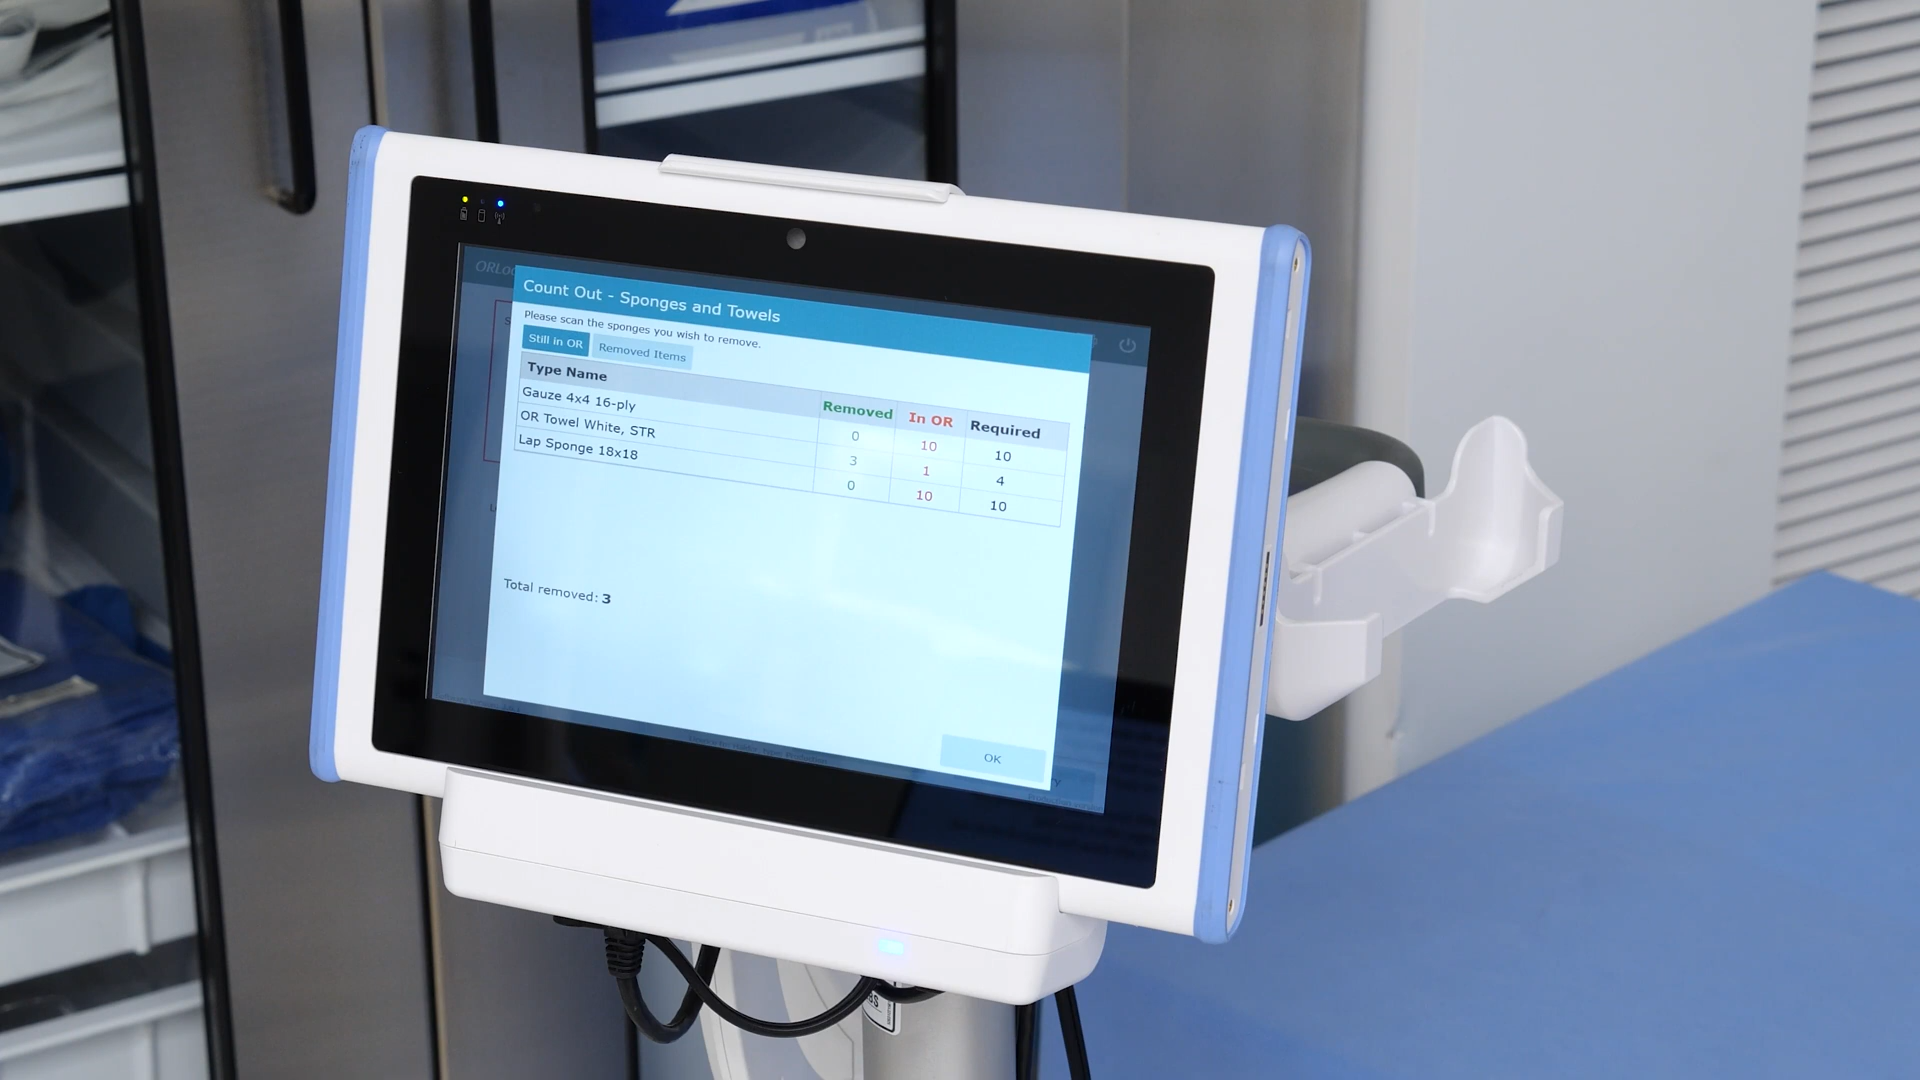 ORLoc
Count Out - Sponges and Towels
Please scan the sponges you wish to remove.
Still in OR Removed Items
Type Name Removed In OR Required
Gauze 4x4 16-ply 0 10 10
OR Towel White, STR 3 1 4
Lap Sponge 18x18 0 10 10
Total removed: 3
OK